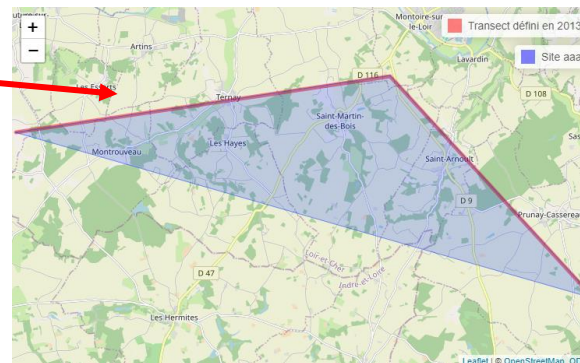 Montoire-sur
le-Loir
+
Transect défini en 2013
Artins
Lavardin
−
Site aaa
D 116
Les Essarts
D 108
Ternay
Saint-Martin-
des-Bois
Les Hayes
Montrouveau
Saint-Arnoult
D 9
Prunay-Casserea
Loir-et-Cher
Indre-et-Loire
D 47
Les Hermites
Leaflet | © OpenStreetMap, OD